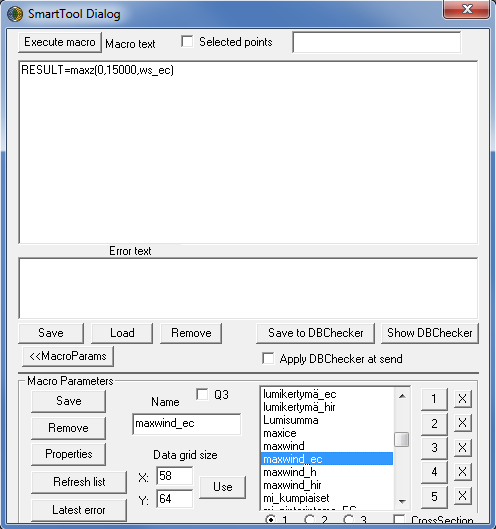 SmartTool Dialog
Execute macro Macro text Selected points
RESULT=maxz(0,15000,ws_ec)
Error text
Save Load Remove Save to DBChecker Show DBChecker
<<MacroParams Apply DBChecker at send
Macro Parameters
Save
Remove
Properties
Refresh list
Latest error
Name Q3
maxwind_ec
Data grid size
X: 58
Y: 64
Use
lumikertymä_ec
lumikertymä_hir
Lumisumma
maxice
maxwind
maxwind_ec
maxwind_h
maxwind_hir
mi_kumpiaiset
1 X
2 X
3 X
4 X
5 X
1 2 3 CrossSection